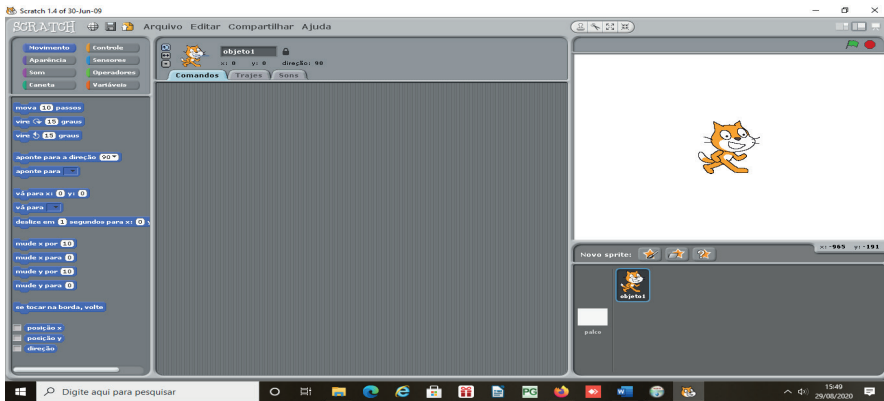 Scratch 1.4 of 30-Jun-09
SCRATCH Arquivo Editar Compartilhar Ajuda
Movimento Controle
Aparência Sensores
Som Operadores
Caneta Variáveis
objeto1
x: 0 y: 0 direção: 90
Comandos Trajes Sons
mova 10 passos
vire 15 graus
vire 15 graus
aponte para a direção 90
aponte para
vá para x: 0 y: 0
vá para
deslize em 1 segundos para x: 0 y
mude x por 10
mude x para 0
mude y por 10
mude y para 0
se tocar na borda, volte
posição x
posição y
direção
x: -965 y: -191
Novo sprite:
objeto1
palco
Digite aqui para pesquisar
PG
W
15:49
29/08/2020